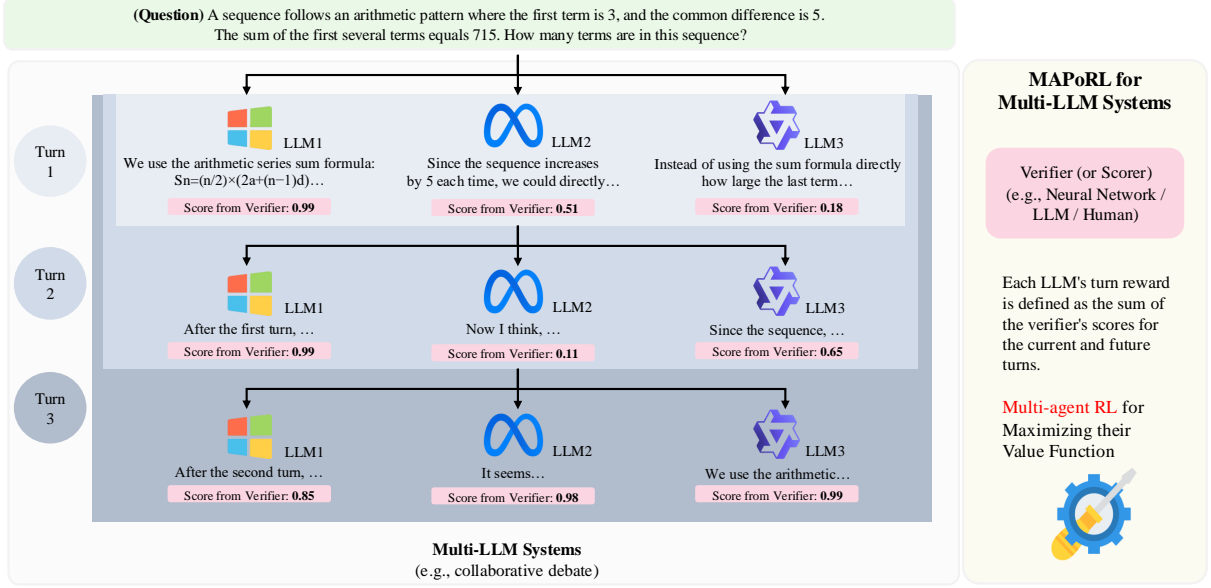 (Question) A sequence follows an arithmetic pattern where the first term is 3, and the common difference is 5.
The sum of the first several terms equals 715. How many terms are in this sequence?
Turn
1
LLM1
We use the arithmetic series sum formula:
Sn=(n/2)×(2a+(n−1)d)…
Score from Verifier: 0.99
LLM2
Since the sequence increases
by 5 each time, we could directly…
Score from Verifier: 0.51
LLM3
Instead of using the sum formula directly
how large the last term…
Score from Verifier: 0.18
Turn
2
LLM1
After the first turn, …
Score from Verifier: 0.99
LLM2
Now I think, …
Score from Verifier: 0.11
LLM3
Since the sequence, …
Score from Verifier: 0.65
Turn
3
LLM1
After the second turn, …
Score from Verifier: 0.85
LLM2
It seems…
Score from Verifier: 0.98
LLM3
We use the arithmetic…
Score from Verifier: 0.99
Multi-LLM Systems
(e.g., collaborative debate)
MAPoRL for
Multi-LLM Systems
Verifier (or Scorer)
(e.g., Neural Network /
LLM / Human)
Each LLM's turn reward
is defined as the sum of
the verifier's scores for
the current and future
turns.
Multi-agent RL for
Maximizing their
Value Function